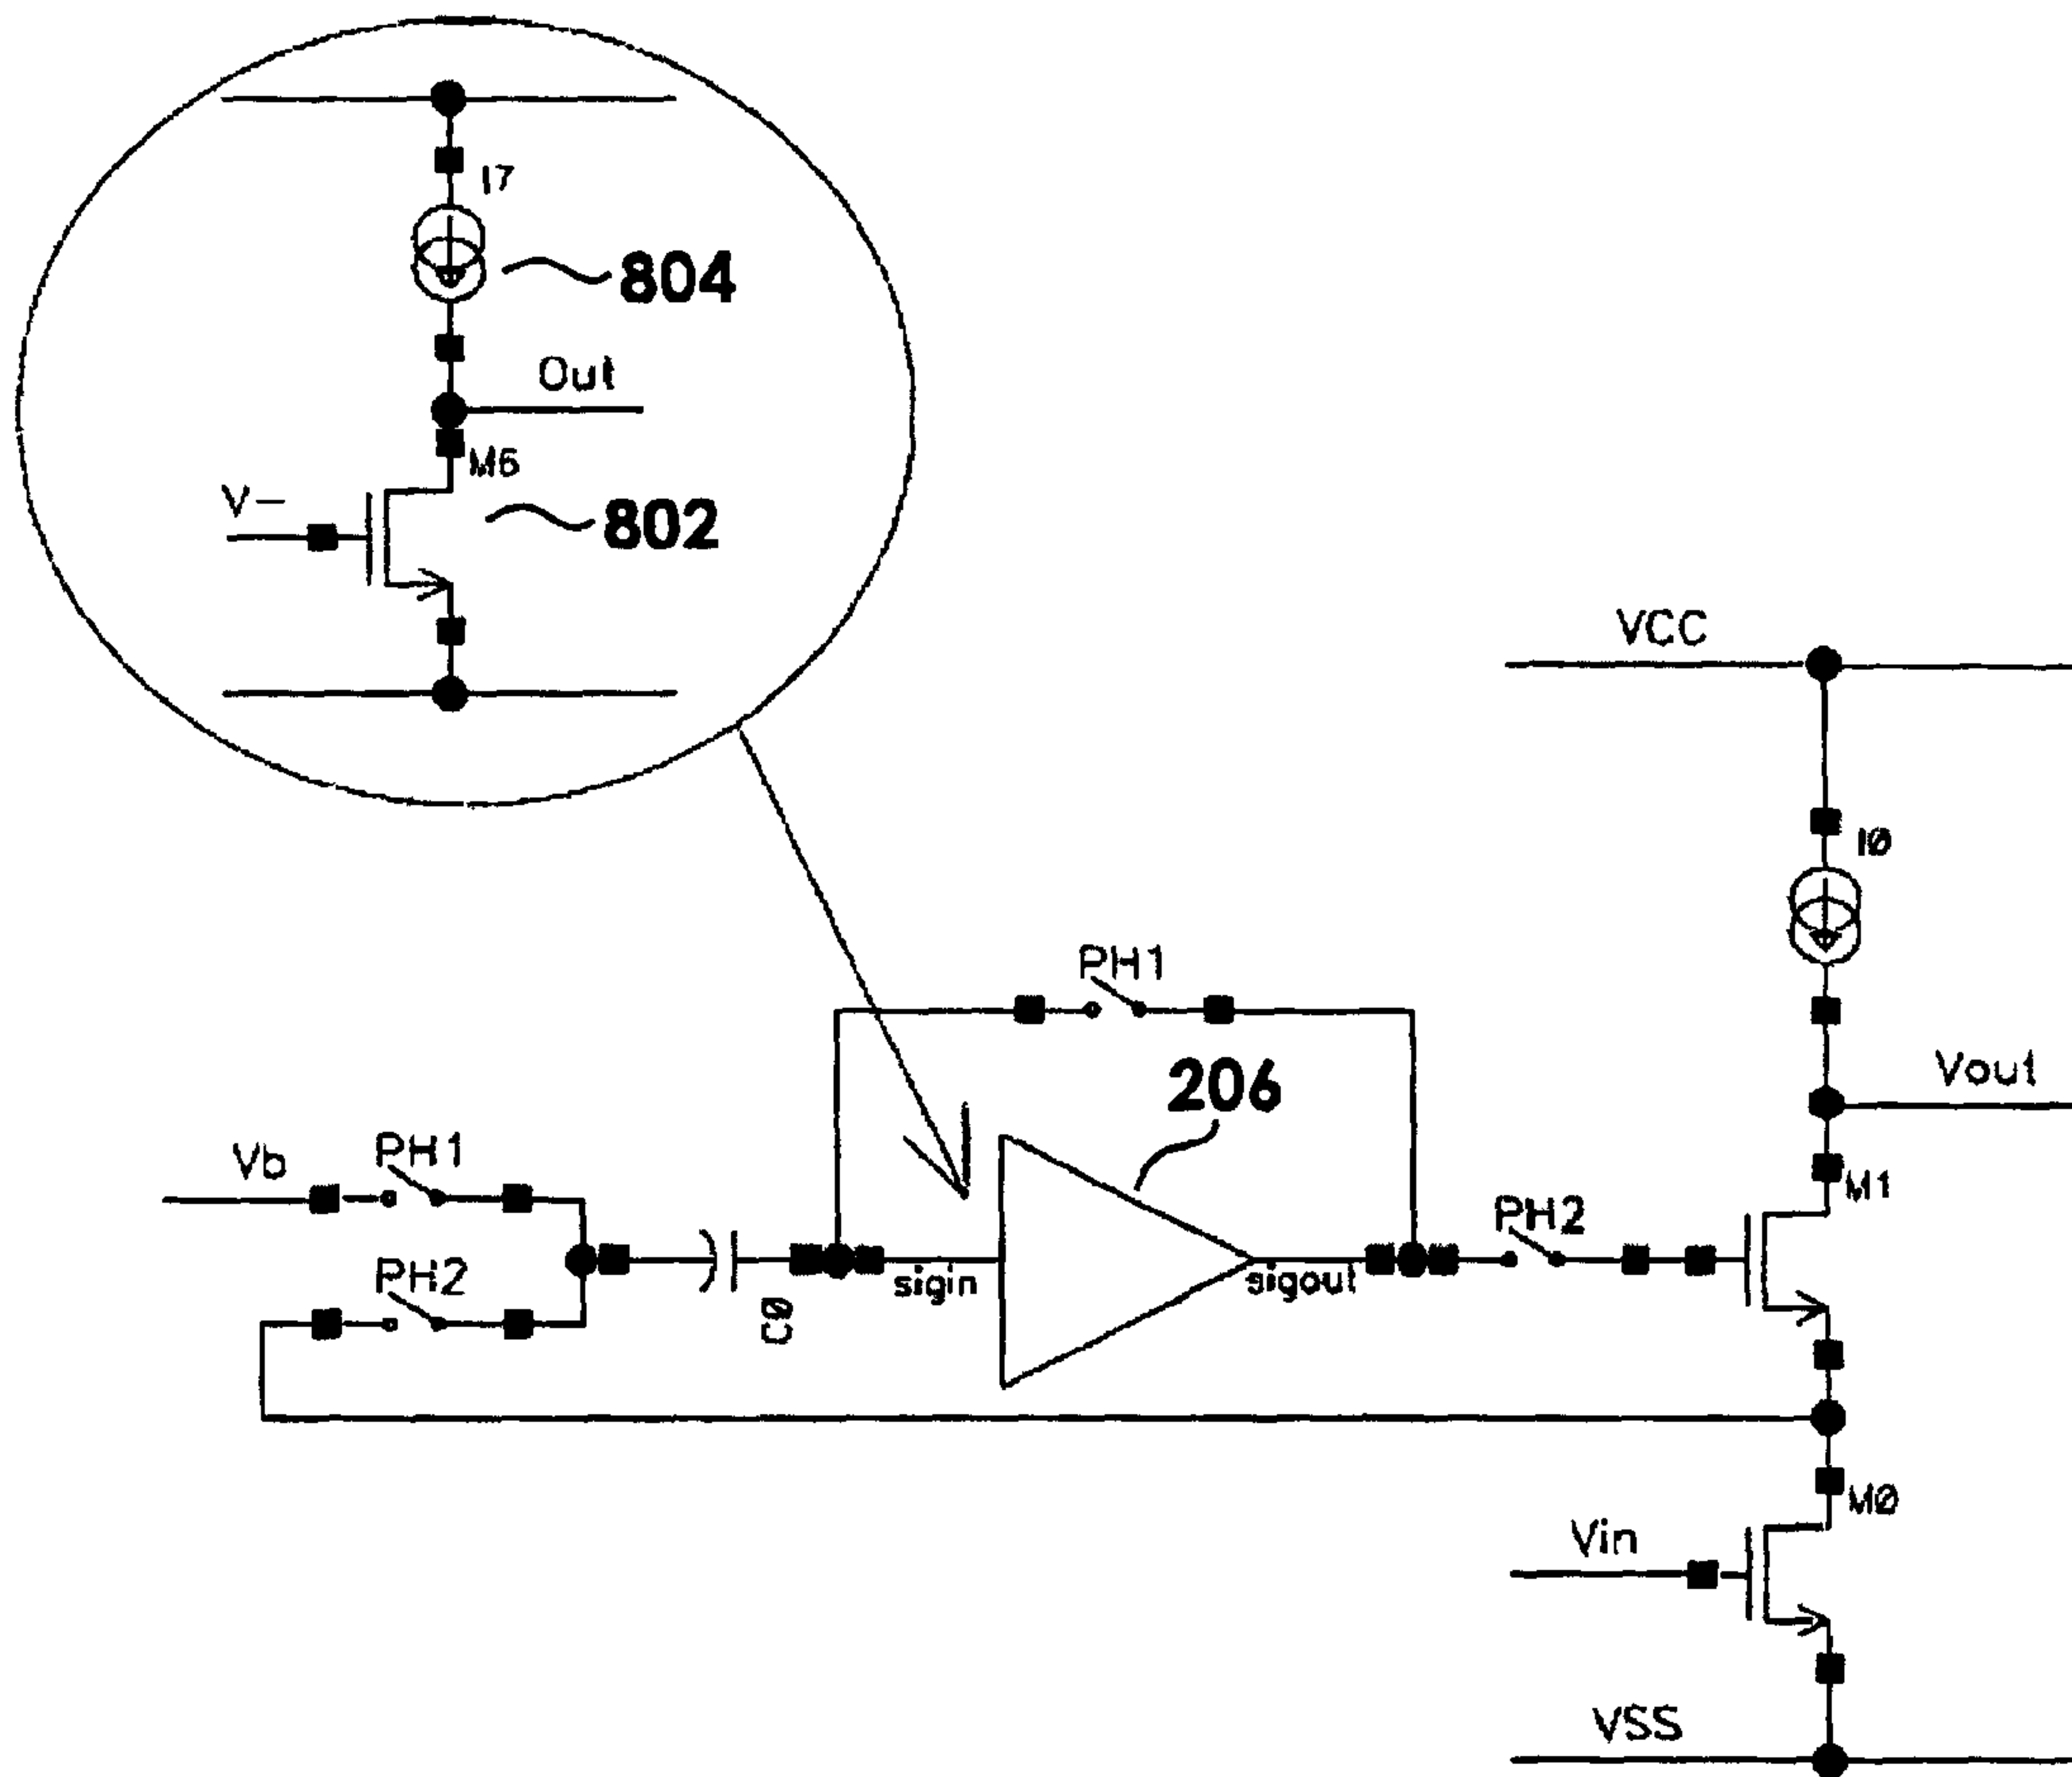 I7
804
Out
M6
V-
802
VCC
I0
PH1
Vout
206
Vb
PH1
M1
PH2
PH2
sigin
sigout
C0
M0
Vin
VSS